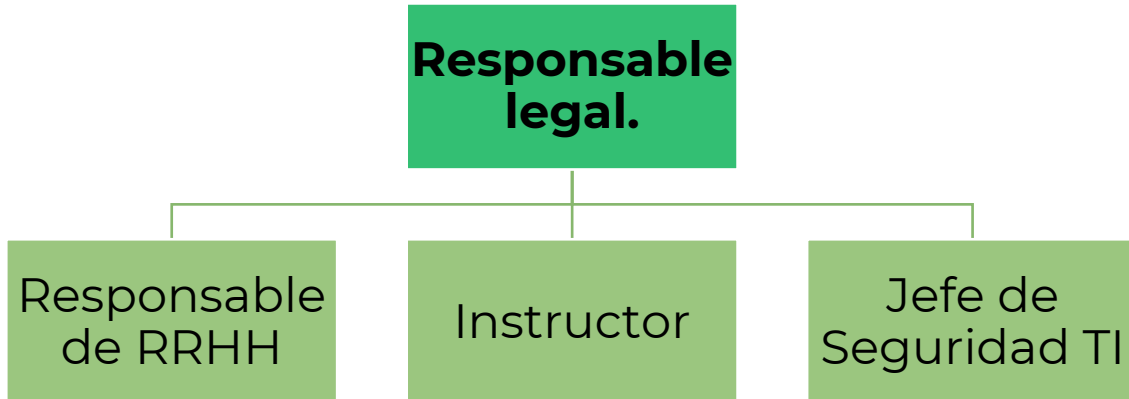 Responsable
legal.
Responsable
de RRHH
Instructor
Jefe de
Seguridad TI